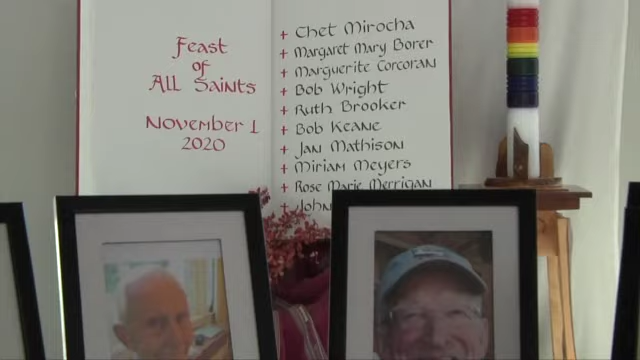 Feast
of
All Saints
November 1
2020
+ Chet Mirocha
+ Margaret Mary Borer
+ Marguerite Corcoran
+ Bob Wright
+ Ruth Brooker
+ Bob Keane
+ Jan Mathison
+ Miriam Meyers
+ Rose Marie Merrigan
+ John